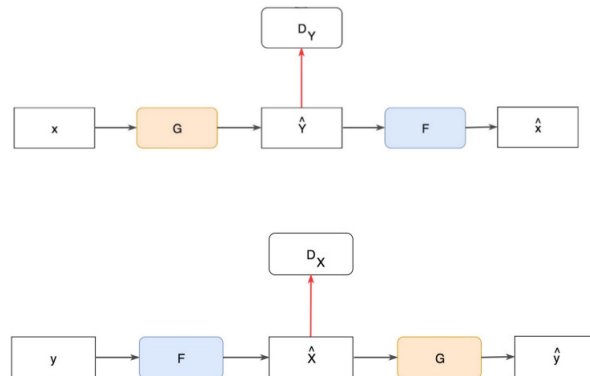 D_Y
x G Ŷ F x̂
D_X
y F X̂ G ŷ